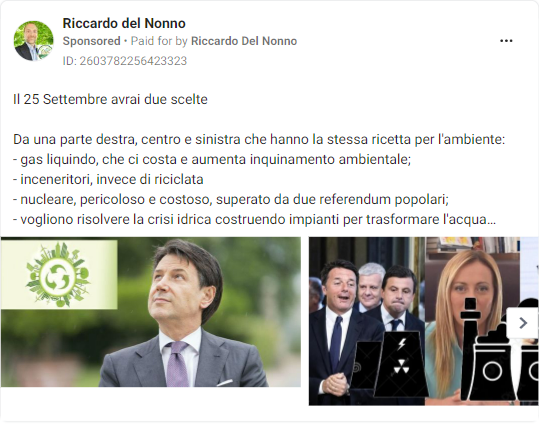 Riccardo del Nonno
Sponsored • Paid for by Riccardo Del Nonno
ID: 2603782256423323
Il 25 Settembre avrai due scelte
Da una parte destra, centro e sinistra che hanno la stessa ricetta per l'ambiente:
- gas liquindo, che ci costa e aumenta inquinamento ambientale;
- inceneritori, invece di riciclata
- nucleare, pericoloso e costoso, superato da due referendum popolari;
- vogliono risolvere la crisi idrica costruendo impianti per trasformare l'acqua...